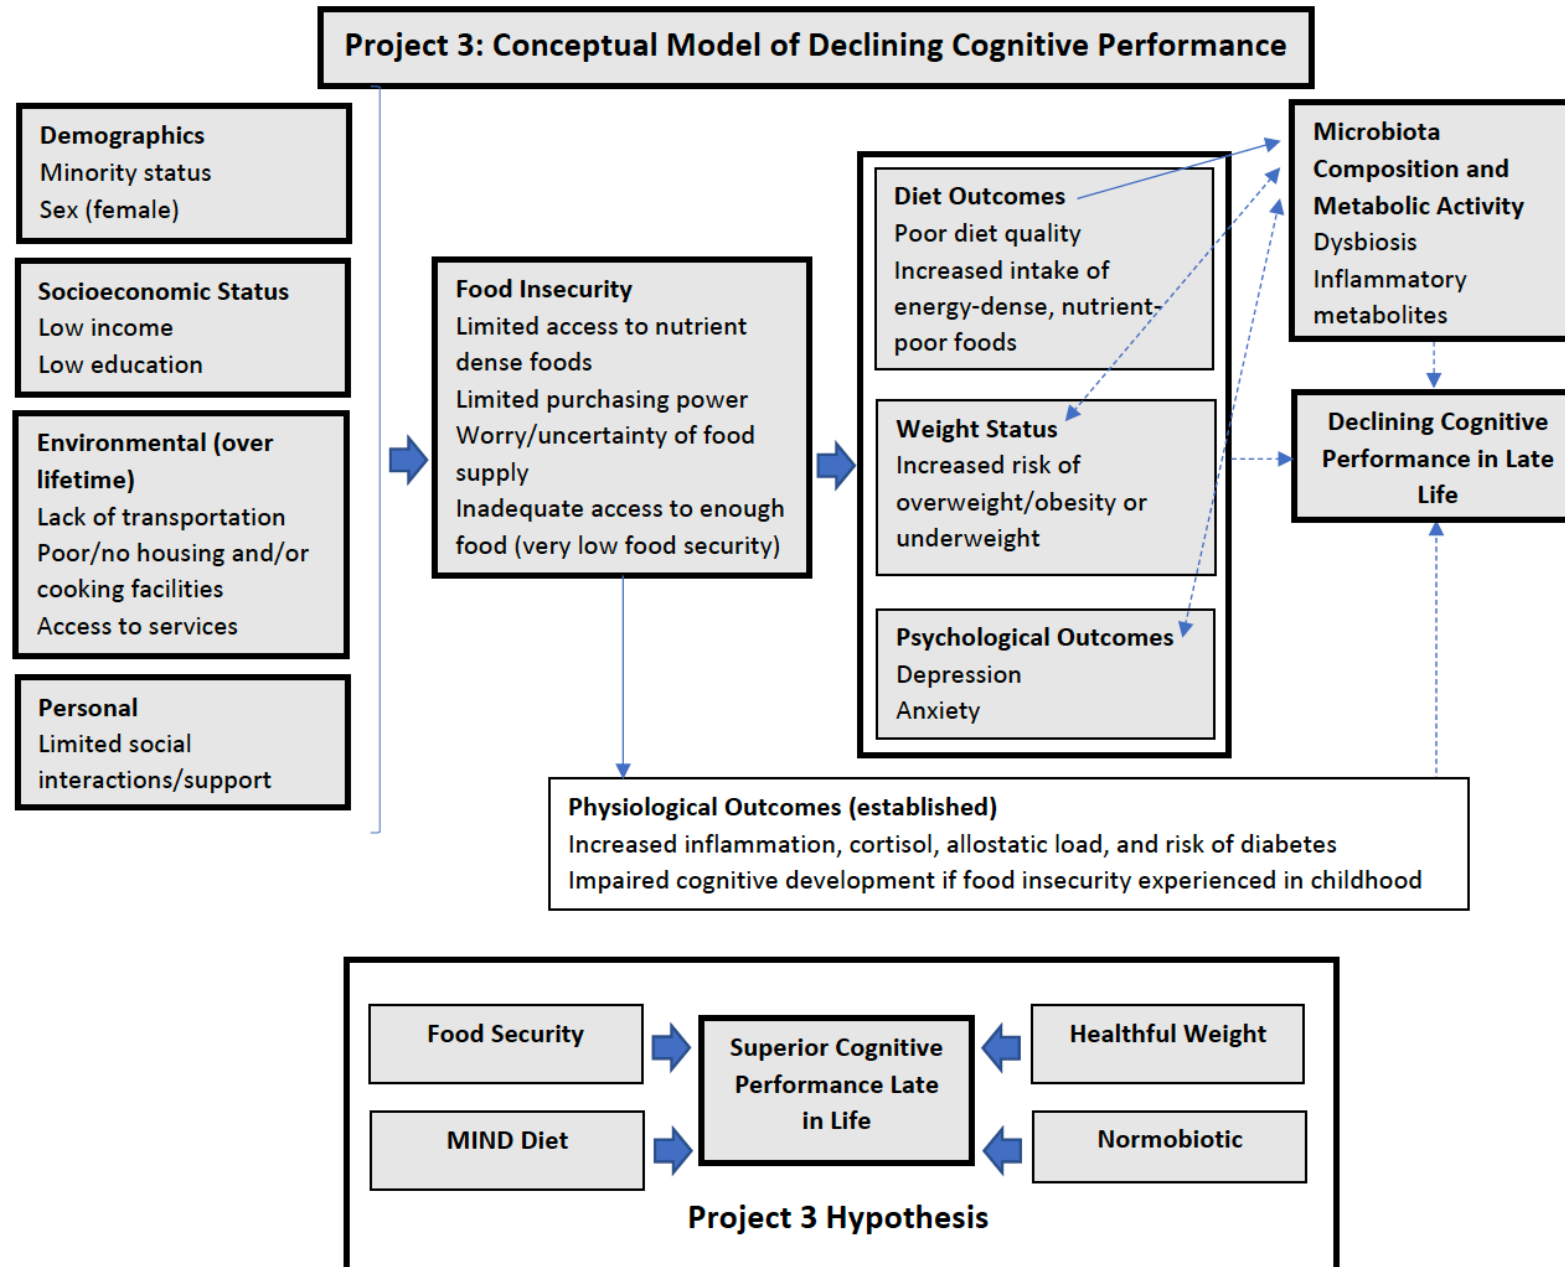 Project 3: Conceptual Model of Declining Cognitive Performance
Demographics
Minority status
Sex (female)
Socioeconomic Status
Low income
Low education
Environmental (over
lifetime)
Lack of transportation
Poor/no housing and/or
cooking facilities
Access to services
Personal
Limited social
interactions/support
Food Insecurity
Limited access to nutrient
dense foods
Limited purchasing power
Worry/uncertainty of food
supply
Inadequate access to enough
food (very low food security)
Diet Outcomes
Poor diet quality
Increased intake of
energy-dense, nutrient-
poor foods
Weight Status
Increased risk of
overweight/obesity or
underweight
Psychological Outcomes
Depression
Anxiety
Microbiota
Composition and
Metabolic Activity
Dysbiosis
Inflammatory
metabolites
Declining Cognitive
Performance in Late
Life
Physiological Outcomes (established)
Increased inflammation, cortisol, allostatic load, and risk of diabetes
Impaired cognitive development if food insecurity experienced in childhood
Food Security
MIND Diet
Superior Cognitive
Performance Late
in Life
Healthful Weight
Normobiotic
Project 3 Hypothesis